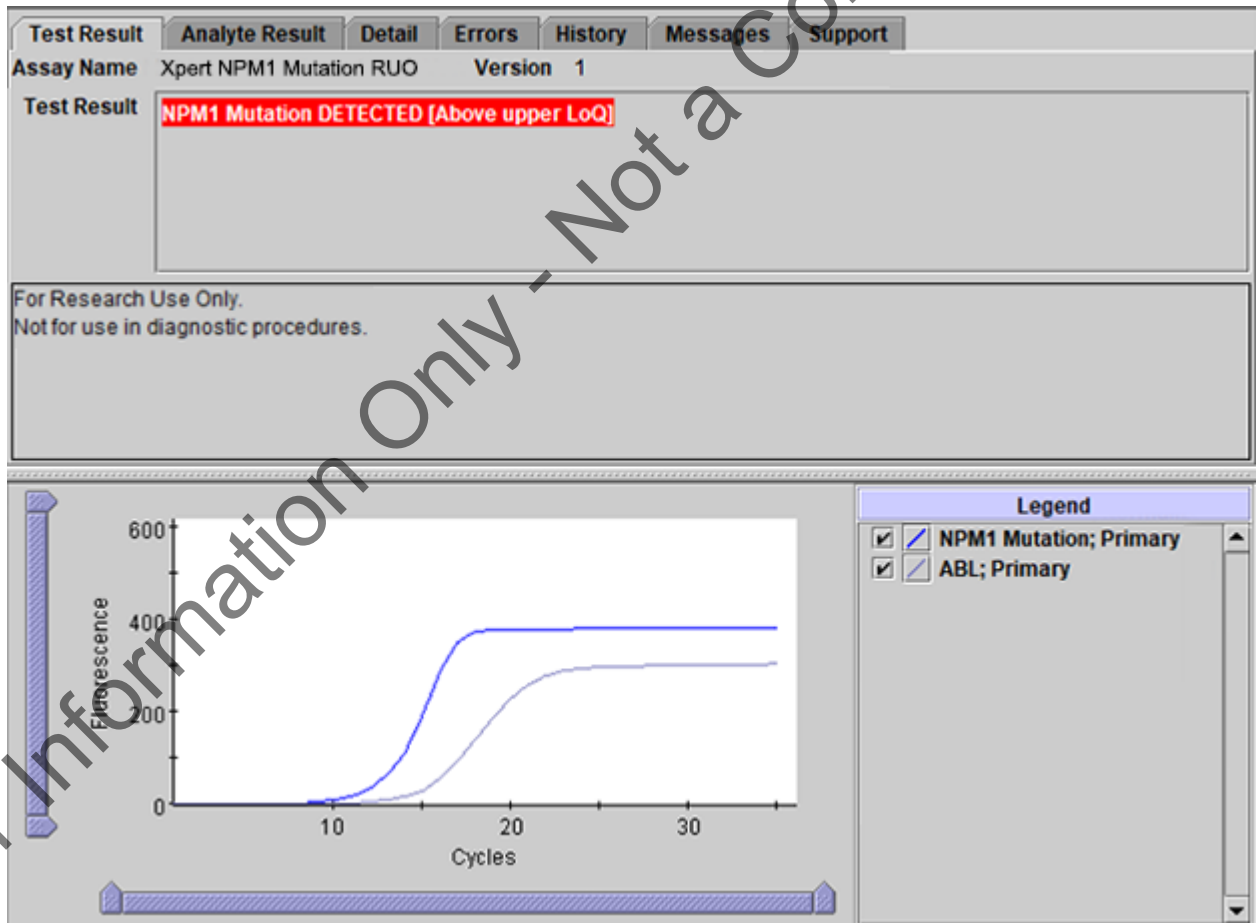 Test Result Analyte Result Detail Errors History Messages Support
Assay Name Xpert NPM1 Mutation RUO Version 1
Test Result NPM1 Mutation DETECTED [Above upper LoQ]
For Research Use Only.
Not for use in diagnostic procedures.
Legend
NPM1 Mutation; Primary
ABL; Primary
600
400
200
0
Fluorescence
10 20 30
Cycles
Information Only - Not a